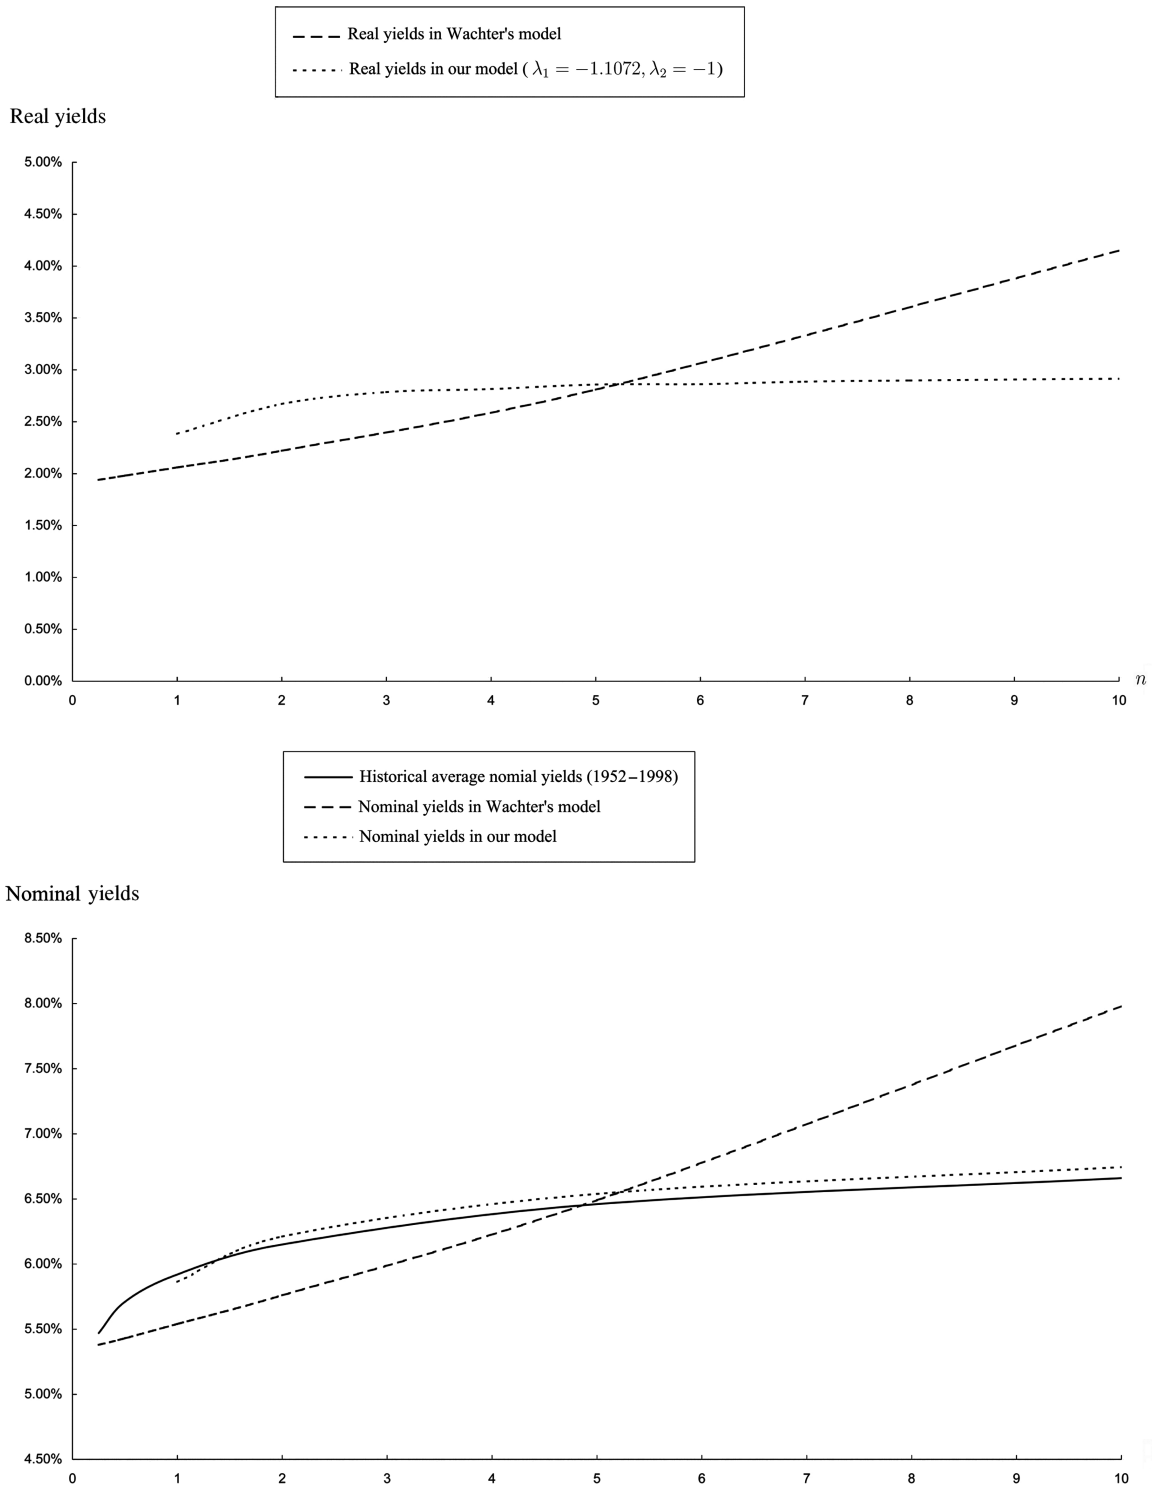 Real yields in Wachter's model
Real yields in our model ( λ₁ = −1.1072, λ₂ = −1)
Real yields
5.00%
4.50%
4.00%
3.50%
3.00%
2.50%
2.00%
1.50%
1.00%
0.50%
0.00%
0 1 2 3 4 5 6 7 8 9 10 n
Historical average nomial yields (1952–1998)
Nominal yields in Wachter's model
Nominal yields in our model
Nominal yields
8.50%
8.00%
7.50%
7.00%
6.50%
6.00%
5.50%
5.00%
4.50%
0 1 2 3 4 5 6 7 8 9 10